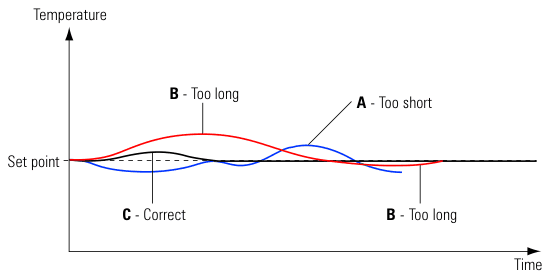 Temperature
B - Too long
A - Too short
Set point
C - Correct
B - Too long
Time